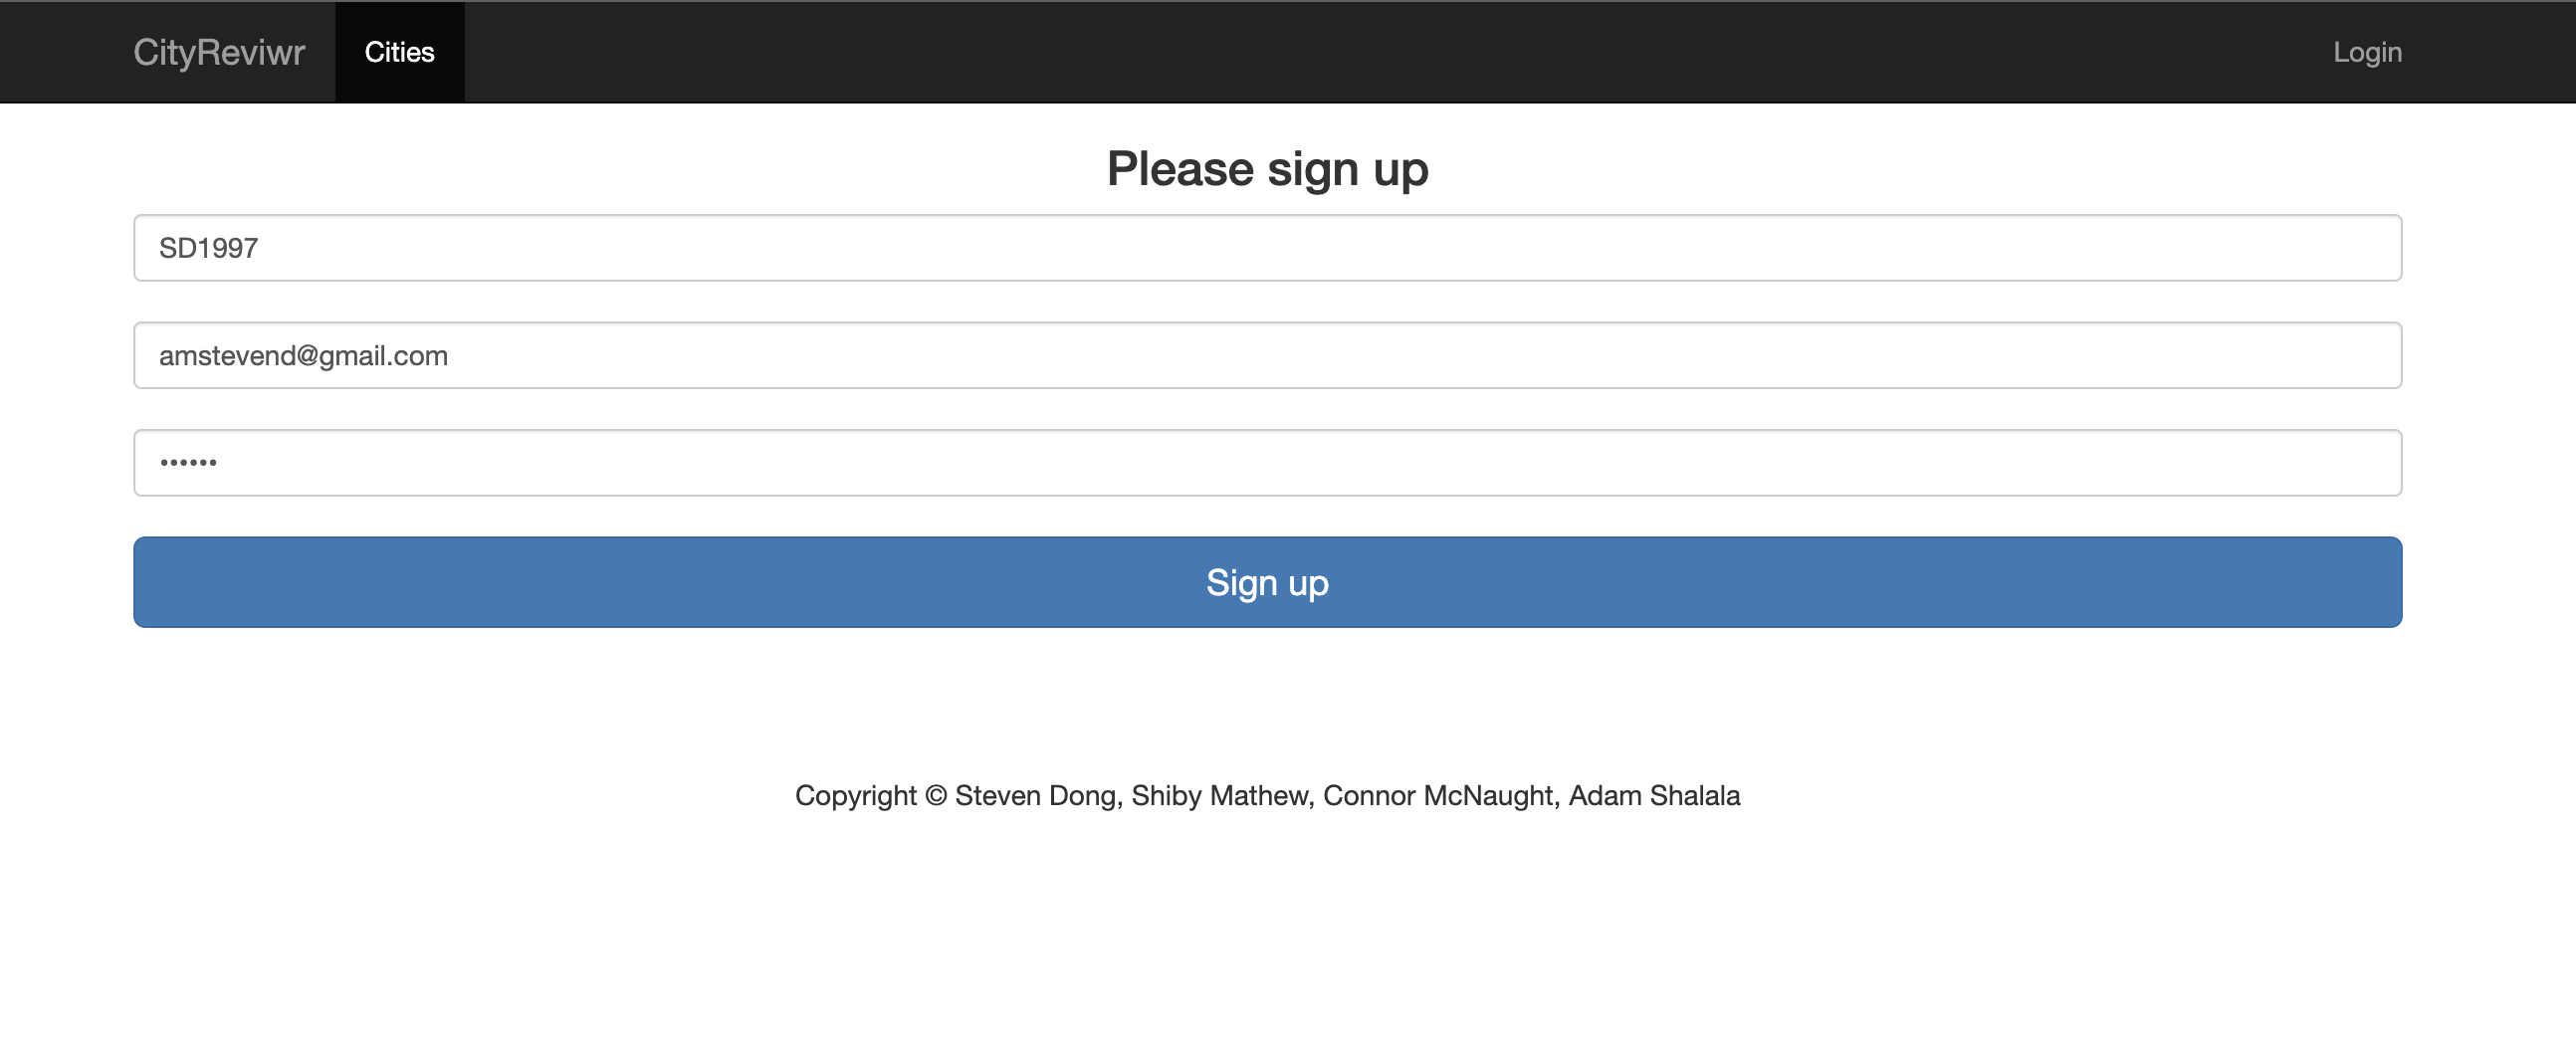 CityReviwr Cities Login
Please sign up
SD1997
amstevend@gmail.com
••••••
Sign up
Copyright © Steven Dong, Shiby Mathew, Connor McNaught, Adam Shalala